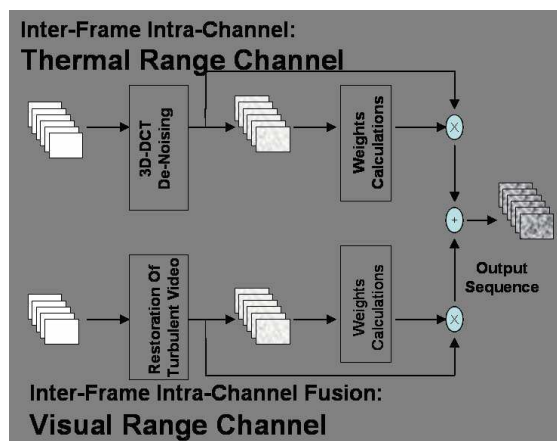 Inter-Frame Intra-Channel:
Thermal Range Channel
3D-DCT
De-Noising
Weights
Calculations
X
+
Output
Sequence
Restoration Of
Turbulent Video
Weights
Calculations
X
Inter-Frame Intra-Channel Fusion:
Visual Range Channel